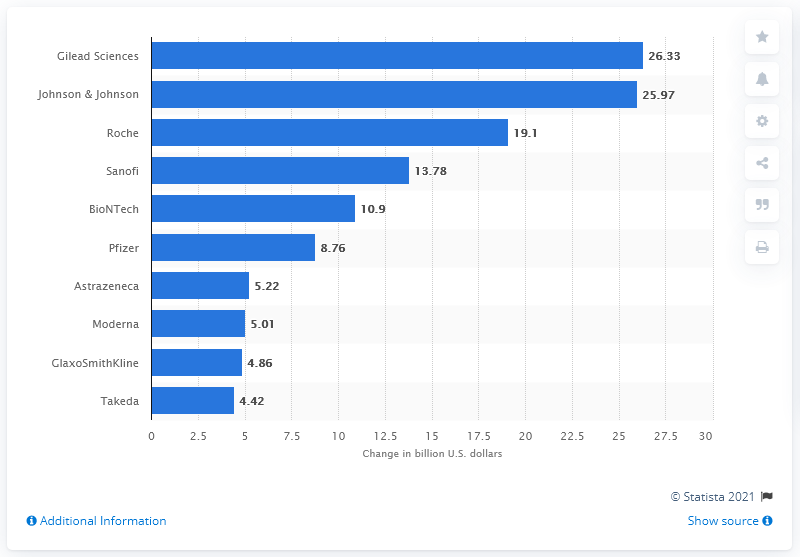 Gilead Sciences 26.33
Johnson & Johnson 25.97
Roche 19.1
Sanofi 13.78
BioNTech 10.9
Pfizer 8.76
Astrazeneca 5.22
Moderna 5.01
GlaxoSmithKline 4.86
Takeda 4.42
0 2.5 5 7.5 10 12.5 15 17.5 20 22.5 25 27.5 30
Change in billion U.S. dollars
© Statista 2021
Additional Information Show source